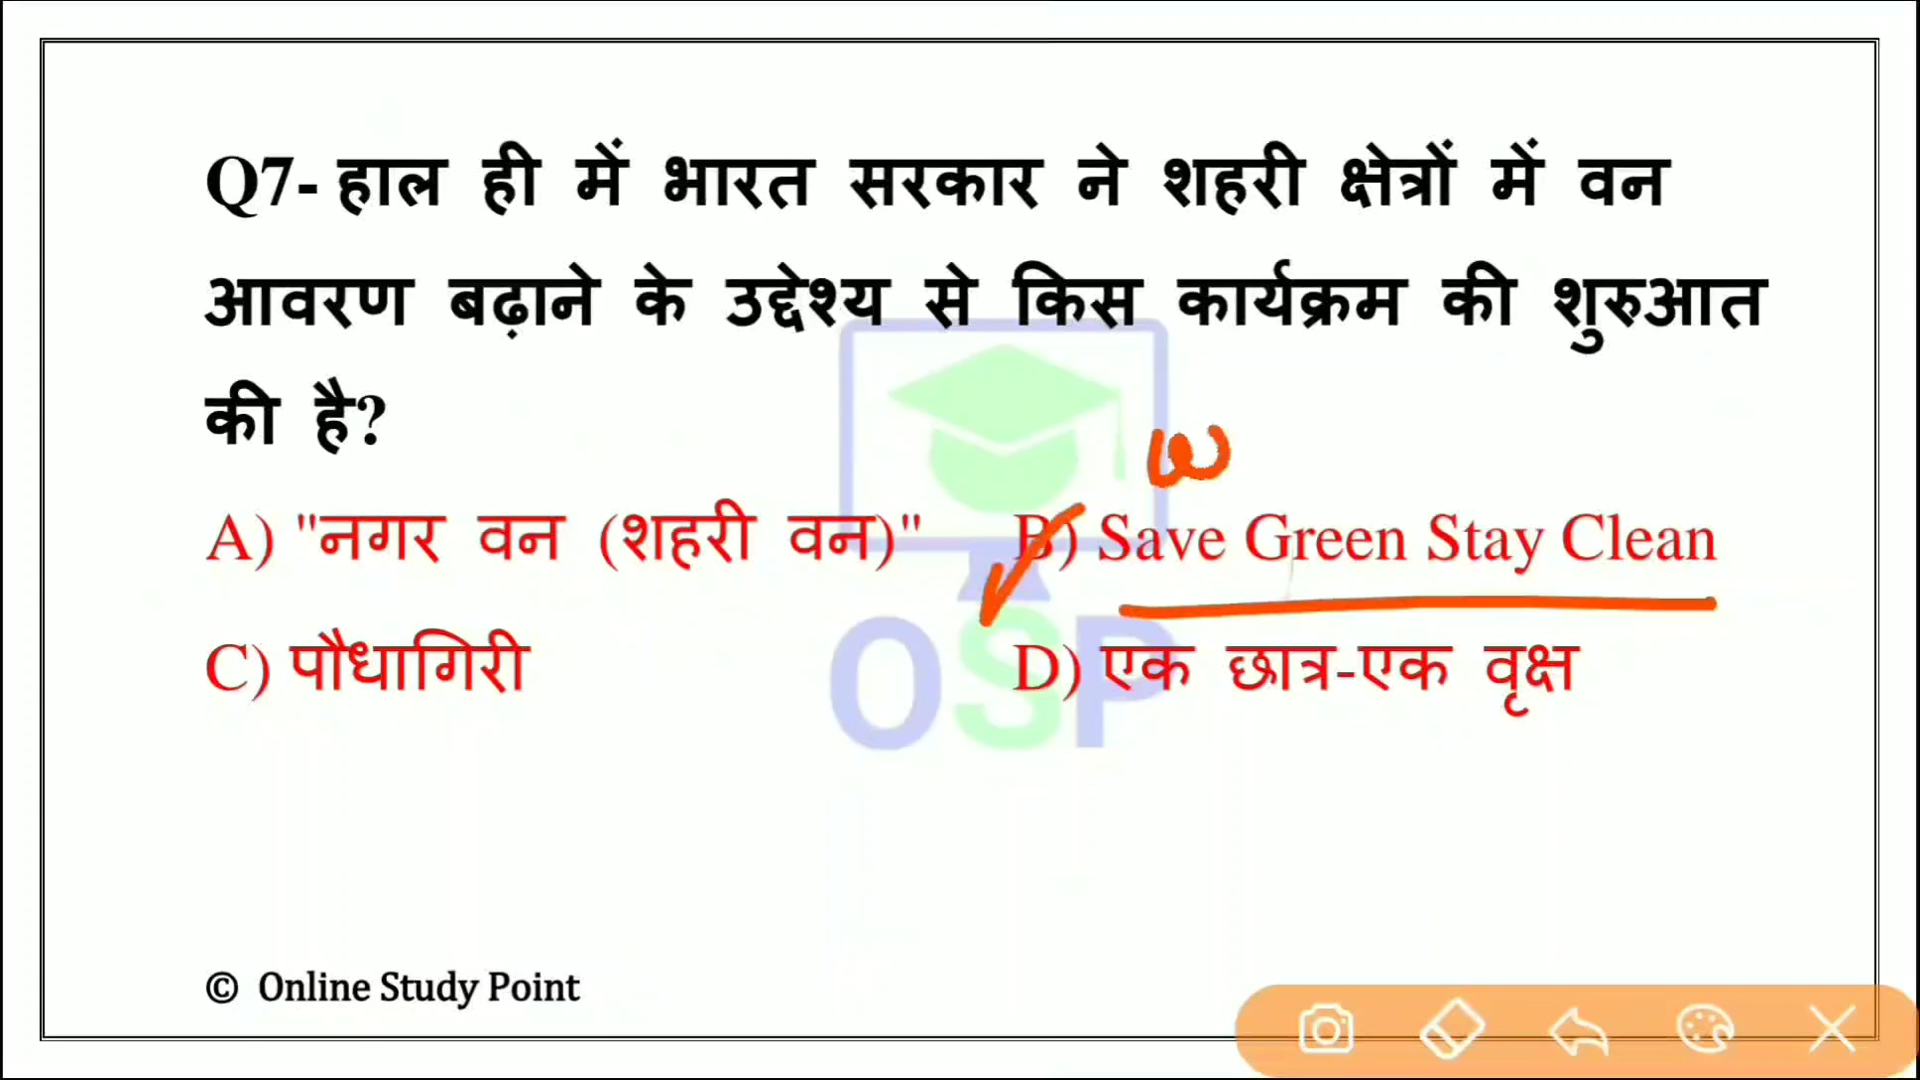 Q7- हाल ही में भारत सरकार ने शहरी क्षेत्रों में वन
आवरण बढ़ाने के उद्देश्य से किस कार्यक्रम की शुरुआत
की है?
A) "नगर वन (शहरी वन)" B) Save Green Stay Clean
C) पौधागिरी D) एक छात्र-एक वृक्ष
OSP
© Online Study Point